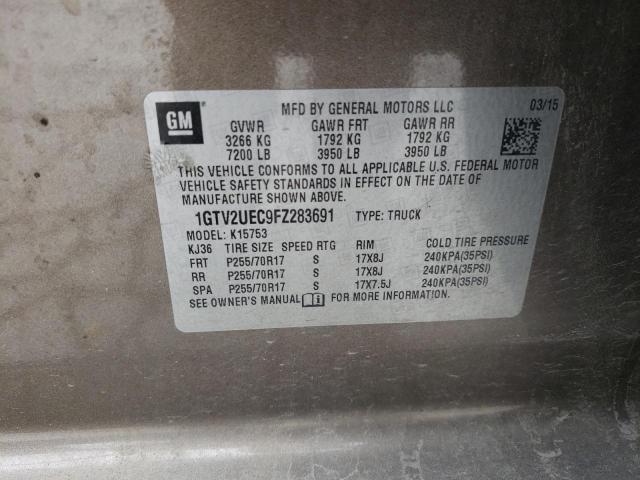 GM
MFD BY GENERAL MOTORS LLC 03/15
GVWR GAWR FRT GAWR RR
3266 KG 1792 KG 1792 KG
7200 LB 3950 LB 3950 LB
THIS VEHICLE CONFORMS TO ALL APPLICABLE U.S. FEDERAL MOTOR
VEHICLE SAFETY STANDARDS IN EFFECT ON THE DATE OF
MANUFACTURE SHOWN ABOVE.
1GTV2UEC9FZ283691 TYPE: TRUCK
MODEL: K15753
KJ36 TIRE SIZE SPEED RTG RIM COLD TIRE PRESSURE
FRT P255/70R17 S 17X8J 240KPA(35PSI)
RR P255/70R17 S 17X8J 240KPA(35PSI)
SPA P255/70R17 S 17X7.5J 240KPA(35PSI)
SEE OWNER'S MANUAL FOR MORE INFORMATION.